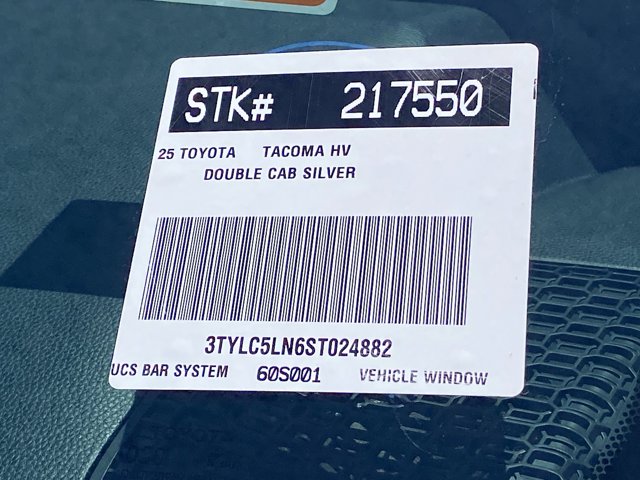 STK# 217550
25 TOYOTA TACOMA HV
DOUBLE CAB SILVER
3TYLC5LN6ST024882
UCS BAR SYSTEM 60S001 VEHICLE WINDOW